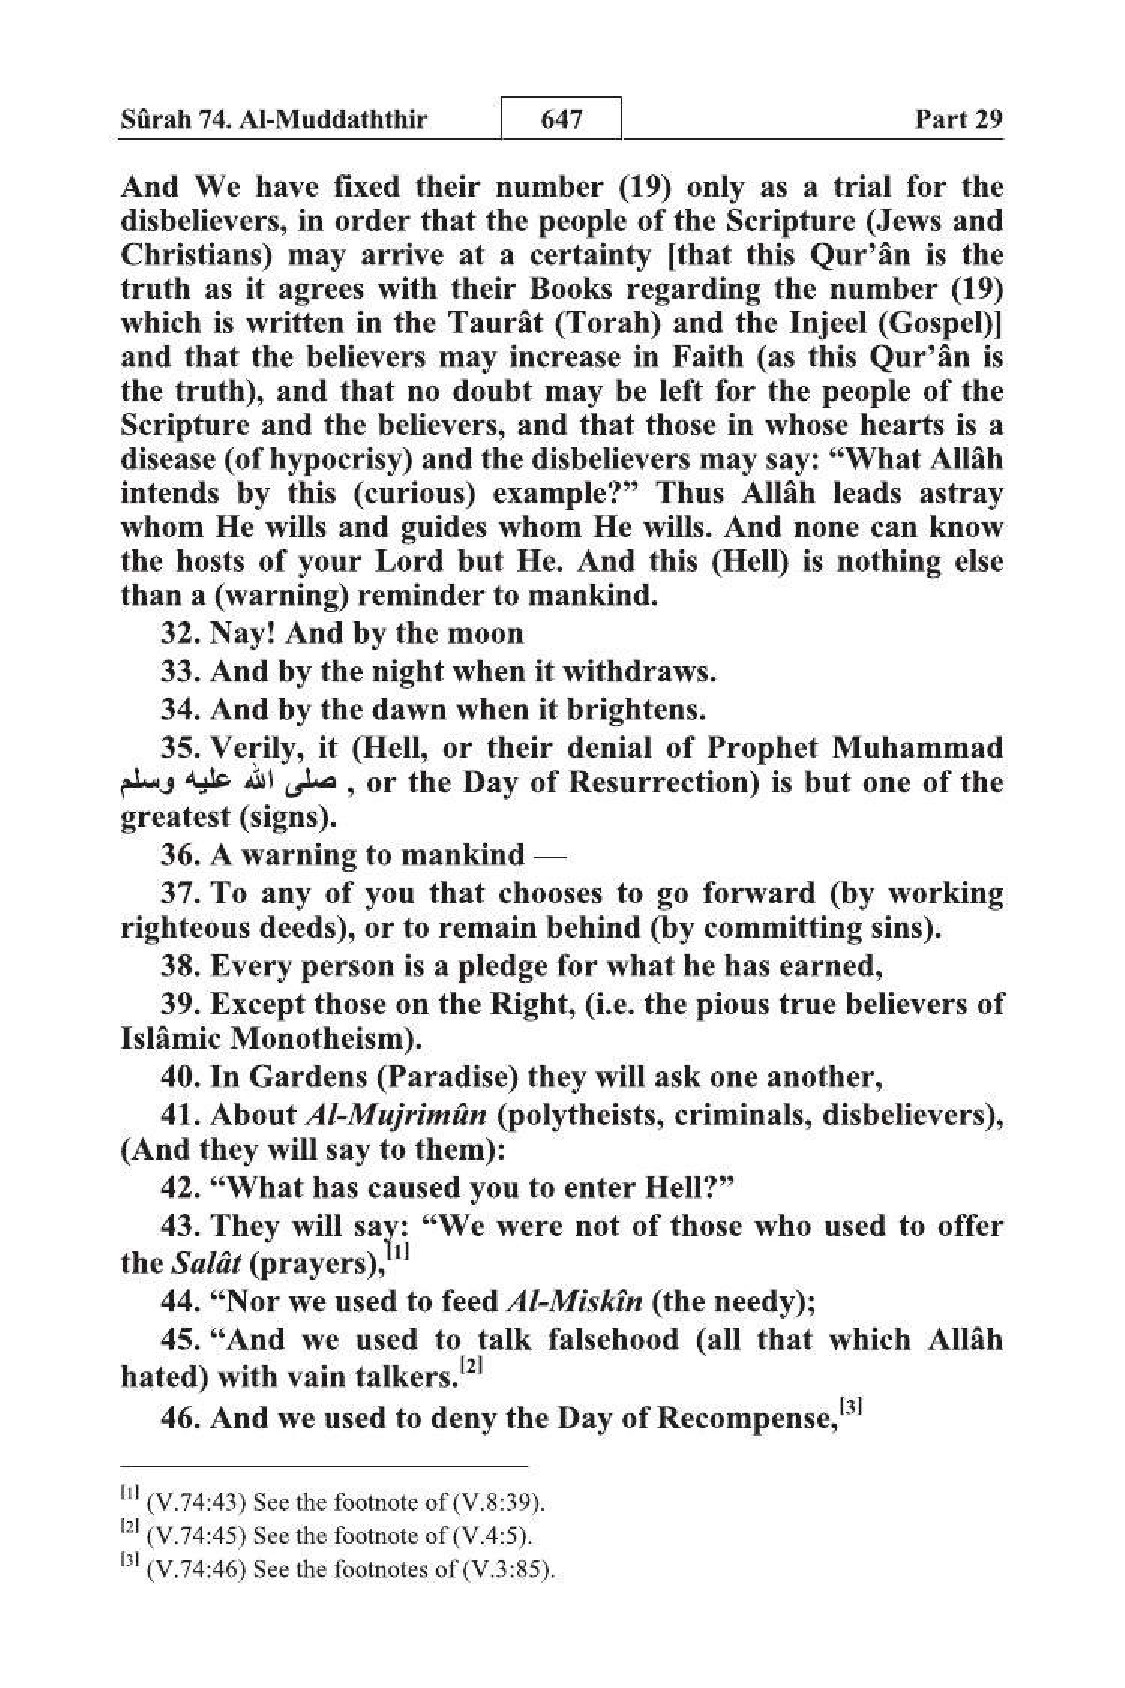 Sûrah 74. Al-Muddaththir 647 Part 29
And We have fixed their number (19) only as a trial for the
disbelievers, in order that the people of the Scripture (Jews and
Christians) may arrive at a certainty [that this Qur’ân is the
truth as it agrees with their Books regarding the number (19)
which is written in the Taurât (Torah) and the Injeel (Gospel)]
and that the believers may increase in Faith (as this Qur’ân is
the truth), and that no doubt may be left for the people of the
Scripture and the believers, and that those in whose hearts is a
disease (of hypocrisy) and the disbelievers may say: “What Allâh
intends by this (curious) example?” Thus Allâh leads astray
whom He wills and guides whom He wills. And none can know
the hosts of your Lord but He. And this (Hell) is nothing else
than a (warning) reminder to mankind.
32. Nay! And by the moon
33. And by the night when it withdraws.
34. And by the dawn when it brightens.
35. Verily, it (Hell, or their denial of Prophet Muhammad
صلى الله عليه وسلم , or the Day of Resurrection) is but one of the
greatest (signs).
36. A warning to mankind —
37. To any of you that chooses to go forward (by working
righteous deeds), or to remain behind (by committing sins).
38. Every person is a pledge for what he has earned,
39. Except those on the Right, (i.e. the pious true believers of
Islâmic Monotheism).
40. In Gardens (Paradise) they will ask one another,
41. About Al-Mujrimûn (polytheists, criminals, disbelievers),
(And they will say to them):
42. “What has caused you to enter Hell?”
43. They will say: “We were not of those who used to offer
the Salât (prayers),[1]
44. “Nor we used to feed Al-Miskîn (the needy);
45. “And we used to talk falsehood (all that which Allâh
hated) with vain talkers.[2]
46. And we used to deny the Day of Recompense,[3]
[1] (V.74:43) See the footnote of (V.8:39).
[2] (V.74:45) See the footnote of (V.4:5).
[3] (V.74:46) See the footnotes of (V.3:85).